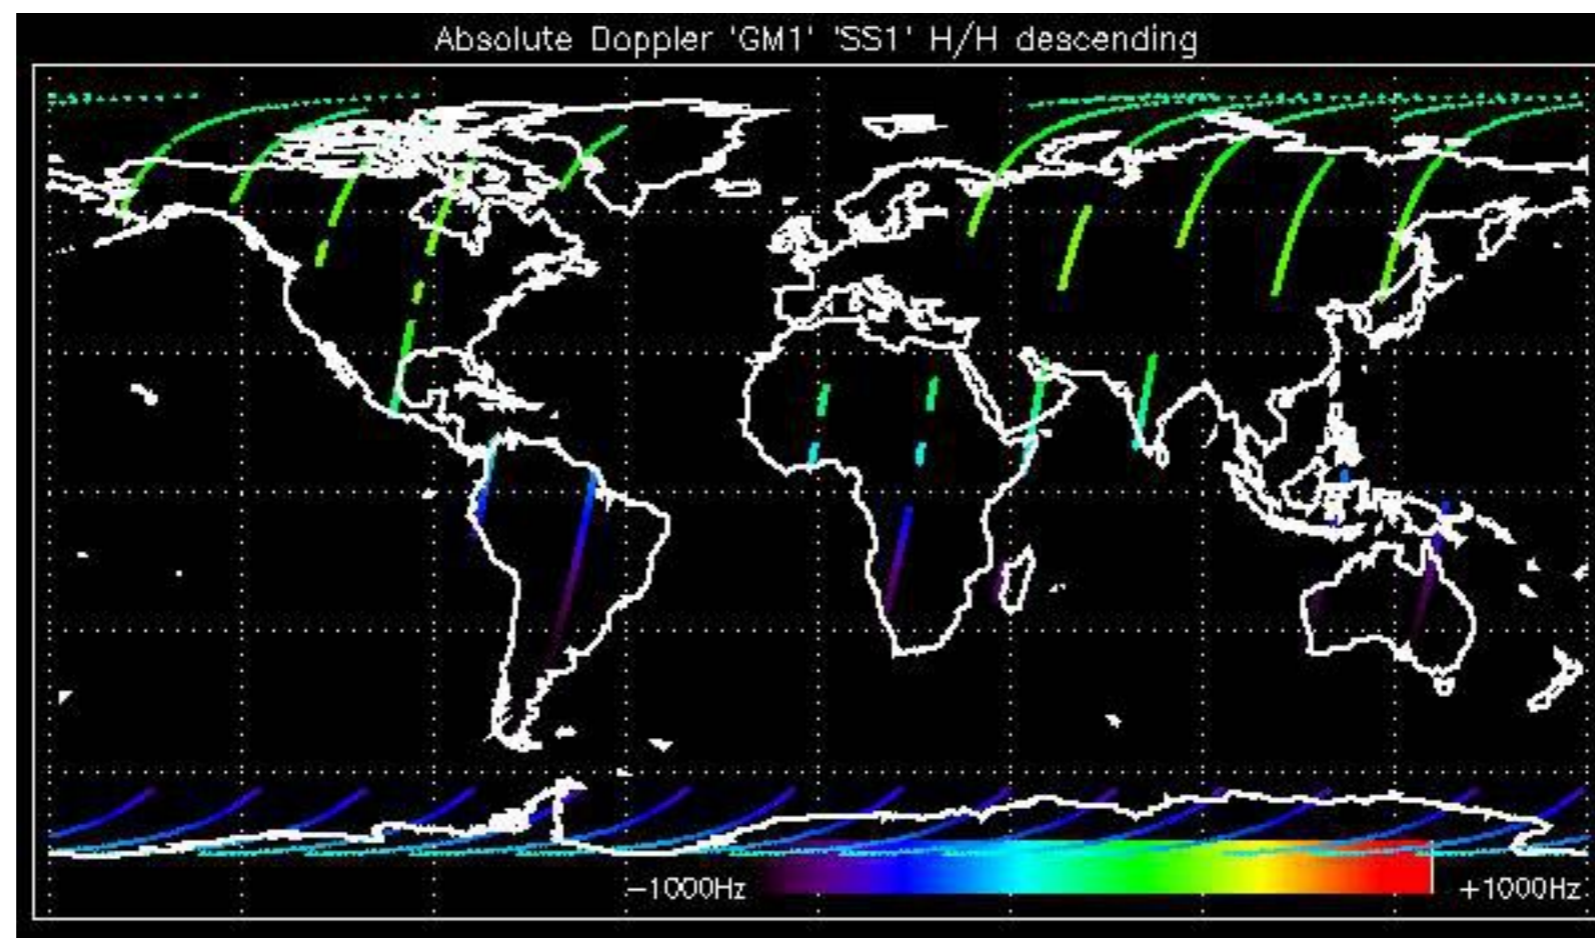 Absolute Doppler 'GM1' 'SS1' H/H descending
-1000Hz +1000Hz